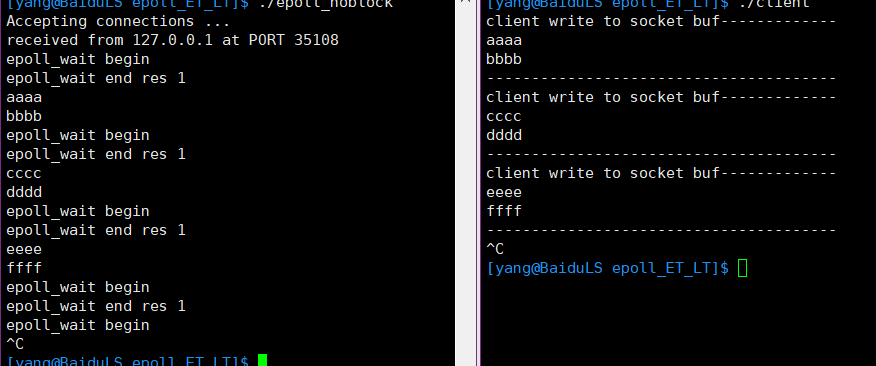 [yang@BaiduLS epoll_ET_LT]$ ./epoll_noblock
Accepting connections ...
received from 127.0.0.1 at PORT 35108
epoll_wait begin
epoll_wait end res 1
aaaa
bbbb
epoll_wait begin
epoll_wait end res 1
cccc
dddd
epoll_wait begin
epoll_wait end res 1
eeee
ffff
epoll_wait begin
epoll_wait end res 1
epoll_wait begin
^C
[yang@BaiduLS epoll_ET_LT]$
[yang@BaiduLS epoll_ET_LT]$ ./client
client write to socket buf-------------
aaaa
bbbb
---------------------------------------
client write to socket buf-------------
cccc
dddd
---------------------------------------
client write to socket buf-------------
eeee
ffff
---------------------------------------
^C
[yang@BaiduLS epoll_ET_LT]$